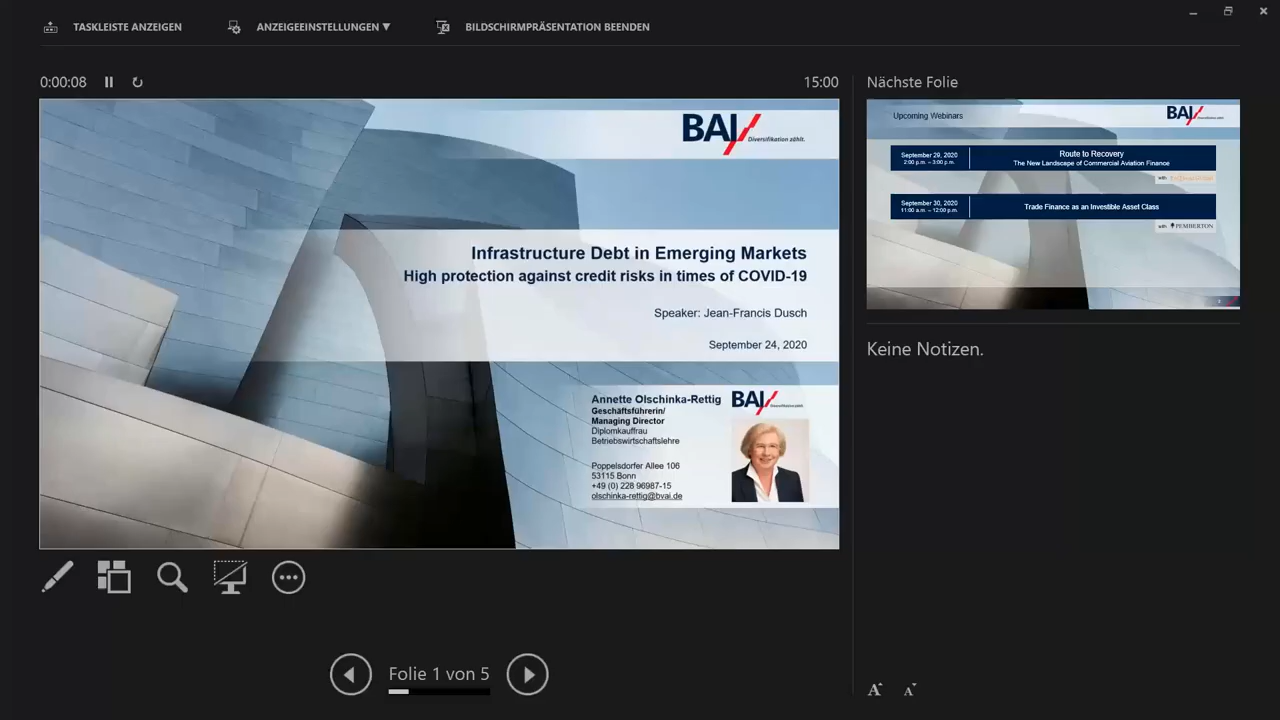 TASKLEISTE ANZEIGEN
ANZEIGEEINSTELLUNGEN ▼
BILDSCHIRMPRÄSENTATION BEENDEN
0:00:08
15:00
BAI
Diversifikation zählt.
Infrastructure Debt in Emerging Markets
High protection against credit risks in times of COVID-19
Speaker: Jean-Francis Dusch
September 24, 2020
Annette Olschinka-Rettig
Geschäftsführerin/
Managing Director
Diplomkauffrau
Betriebswirtschaftslehre
Poppelsdorfer Allee 106
53115 Bonn
+49 (0) 228 96987-15
olschinka-rettig@bvai.de
BAI
Diversifikation zählt.
Folie 1 von 5
Nächste Folie
Upcoming Webinars
BAI
September 29, 2020
2:00 p.m. – 3:00 p.m.
Route to Recovery
The New Landscape of Commercial Aviation Finance
with
September 30, 2020
11:00 a.m. – 12:00 p.m.
Trade Finance as an Investible Asset Class
with PEMBERTON
2
Keine Notizen.
A A